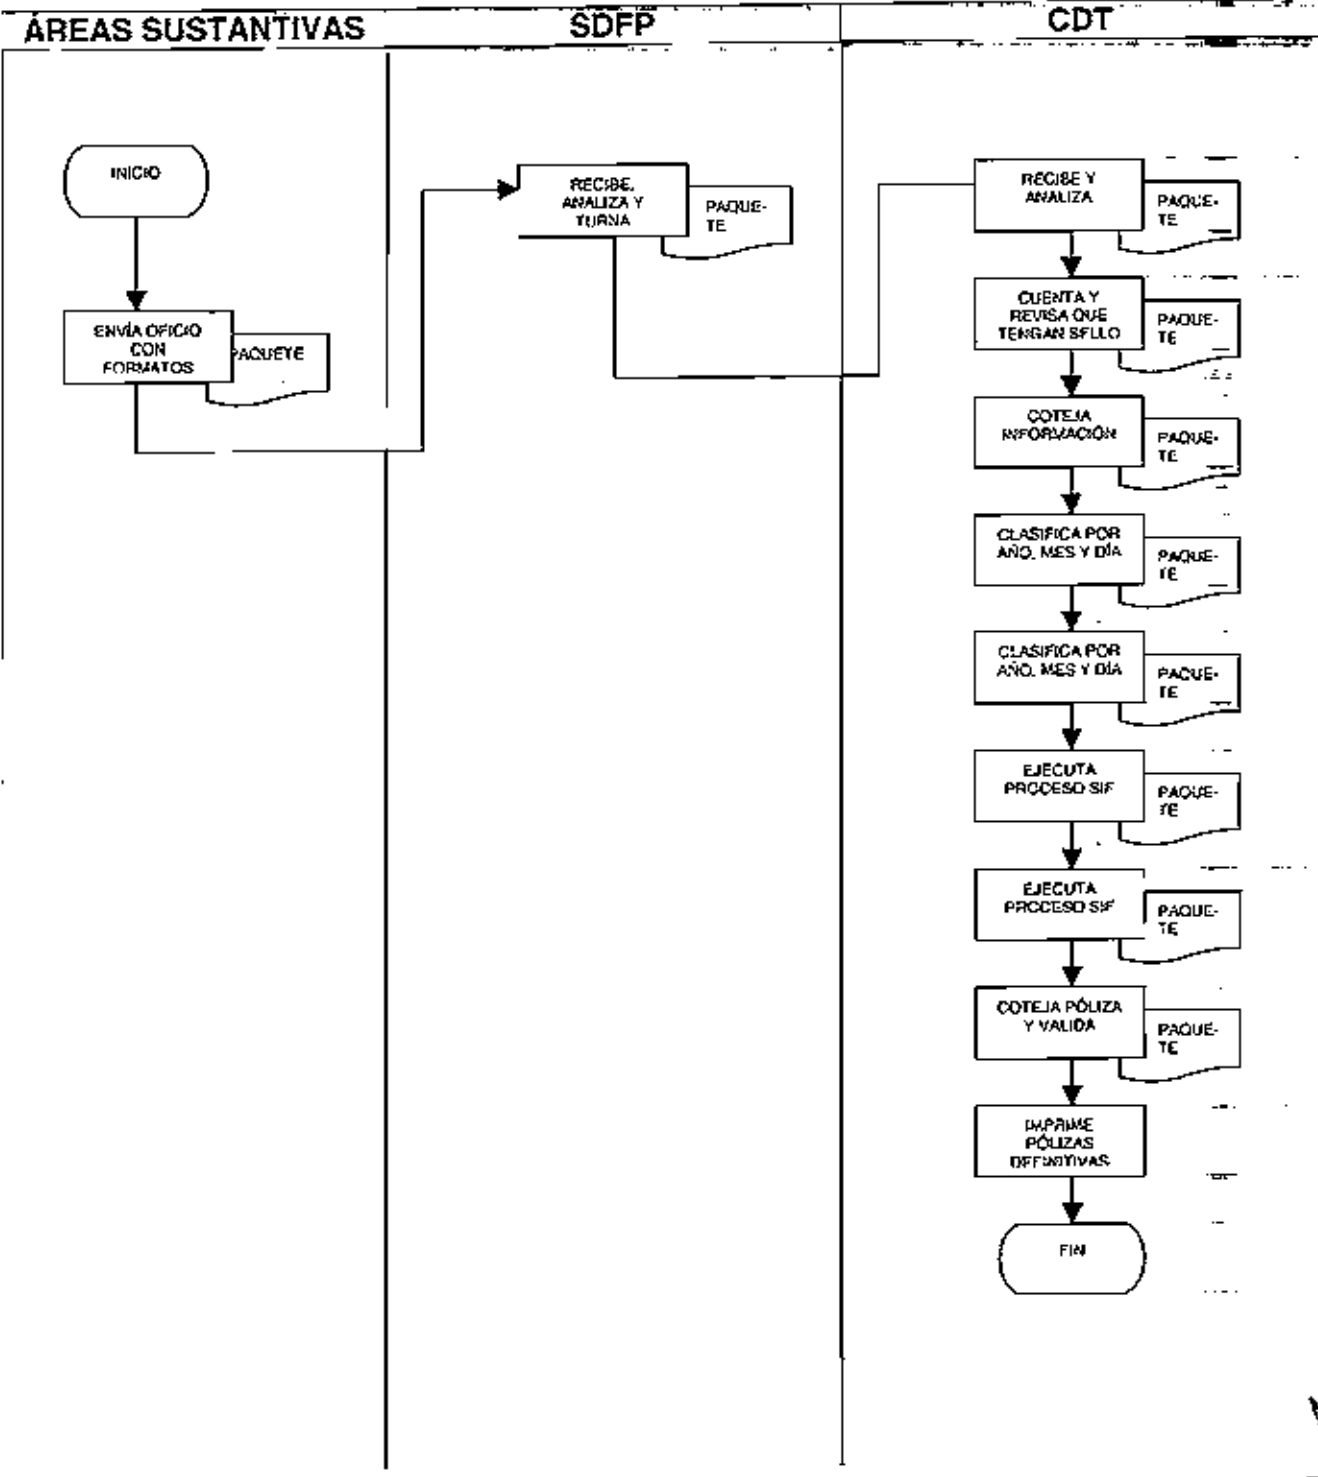 ÁREAS SUSTANTIVAS
SDFP
CDT
INICIO
ENVÍA OFICIO
CON
FORMATOS
PAQUETE
RECIBE,
ANALIZA Y
TURNA
PAQUE-
TE
RECIBE Y
ANALIZA
PAQUE-
TE
CUENTA Y
REVISA QUE
TENGAN SELLO
PAQUE-
TE
COTEJA
INFORMACIÓN
PAQUE-
TE
CLASIFICA POR
AÑO, MES Y DÍA
PAQUE-
TE
CLASIFICA POR
AÑO, MES Y DÍA
PAQUE-
TE
EJECUTA
PROCESO SIF
PAQUE-
TE
EJECUTA
PROCESO SIF
PAQUE-
TE
COTEJA PÓLIZA
Y VALIDA
PAQUE-
TE
IMPRIME
PÓLIZAS
DEFINITIVAS
FIN